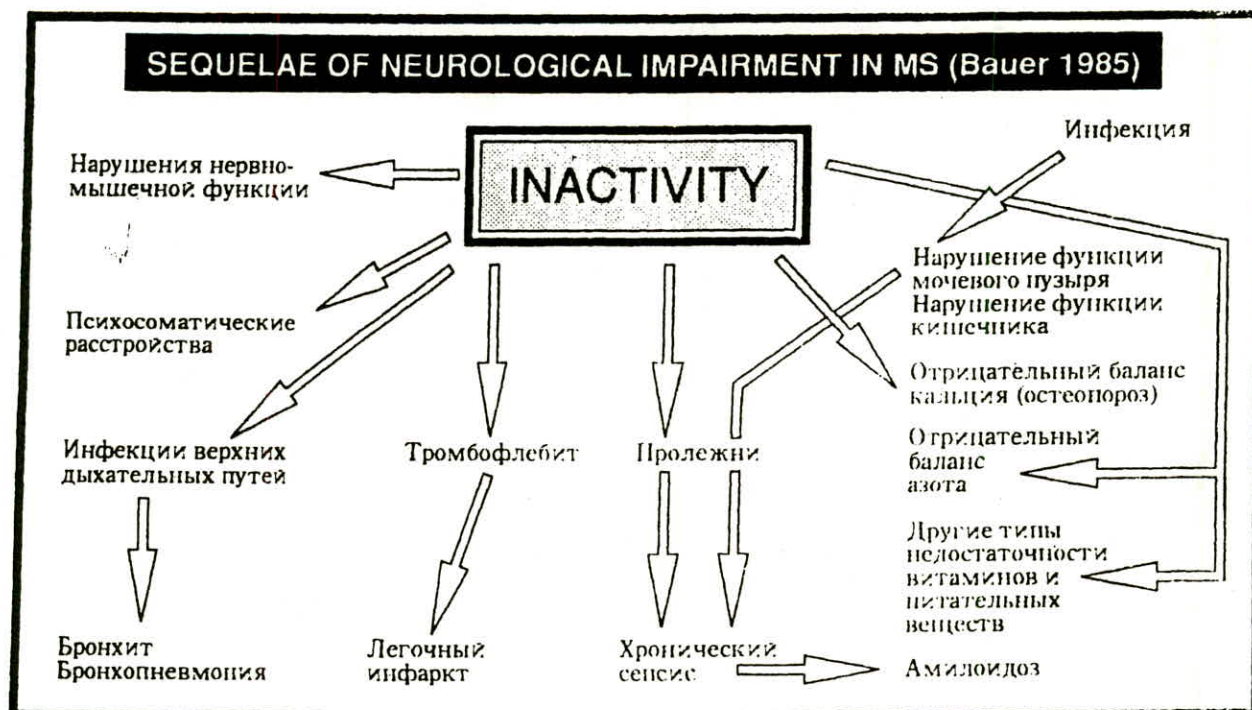 SEQUELAE OF NEUROLOGICAL IMPAIRMENT IN MS (Bauer 1985)
INACTIVITY
Инфекция
Нарушения нервно-
мышечной функции
Нарушение функции
мочевого пузыря
Нарушение функции
кишечника
Психосоматические
расстройства
Отрицательный баланс
кальция (остеопороз)
Инфекции верхних
дыхательных путей
Тромбофлебит
Пролежни
Отрицательный
баланс
азота
Другие типы
недостаточности
витаминов и
питательных
веществ
Бронхит
Бронхопневмония
Легочный
инфаркт
Хронический
сепсис
Амилоидоз